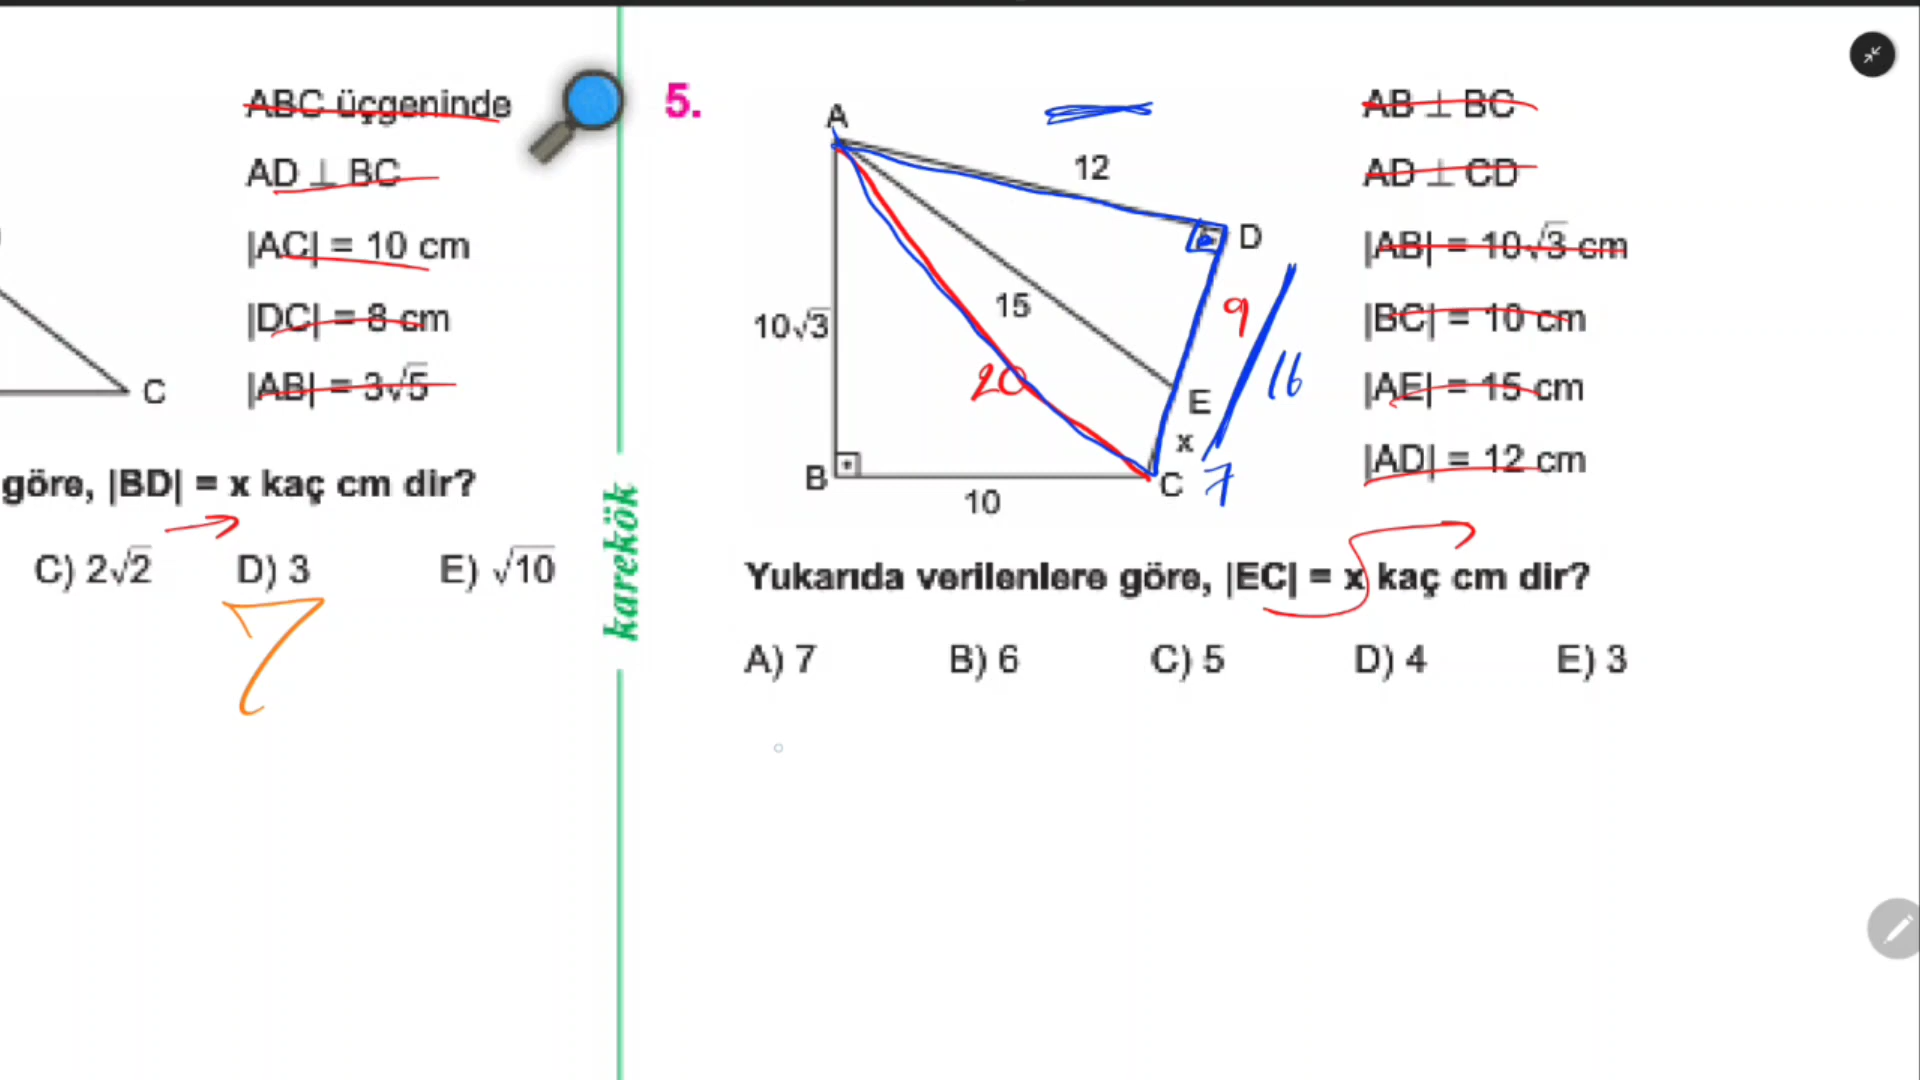 ABC üçgeninde
AD ⊥ BC
|AC| = 10 cm
|DC| = 8 cm
|AB| = 3√5
C
göre, |BD| = x kaç cm dir?
C) 2√2
D) 3
E) √10
7
karekök
5.
A
12
D
15
10√3
9
16
20
E
x
7
B
C
10
AB ⊥ BC
AD ⊥ CD
|AB| = 10√3 cm
|BC| = 10 cm
|AE| = 15 cm
|AD| = 12 cm
Yukarıda verilenlere göre, |EC| = x kaç cm dir?
A) 7
B) 6
C) 5
D) 4
E) 3